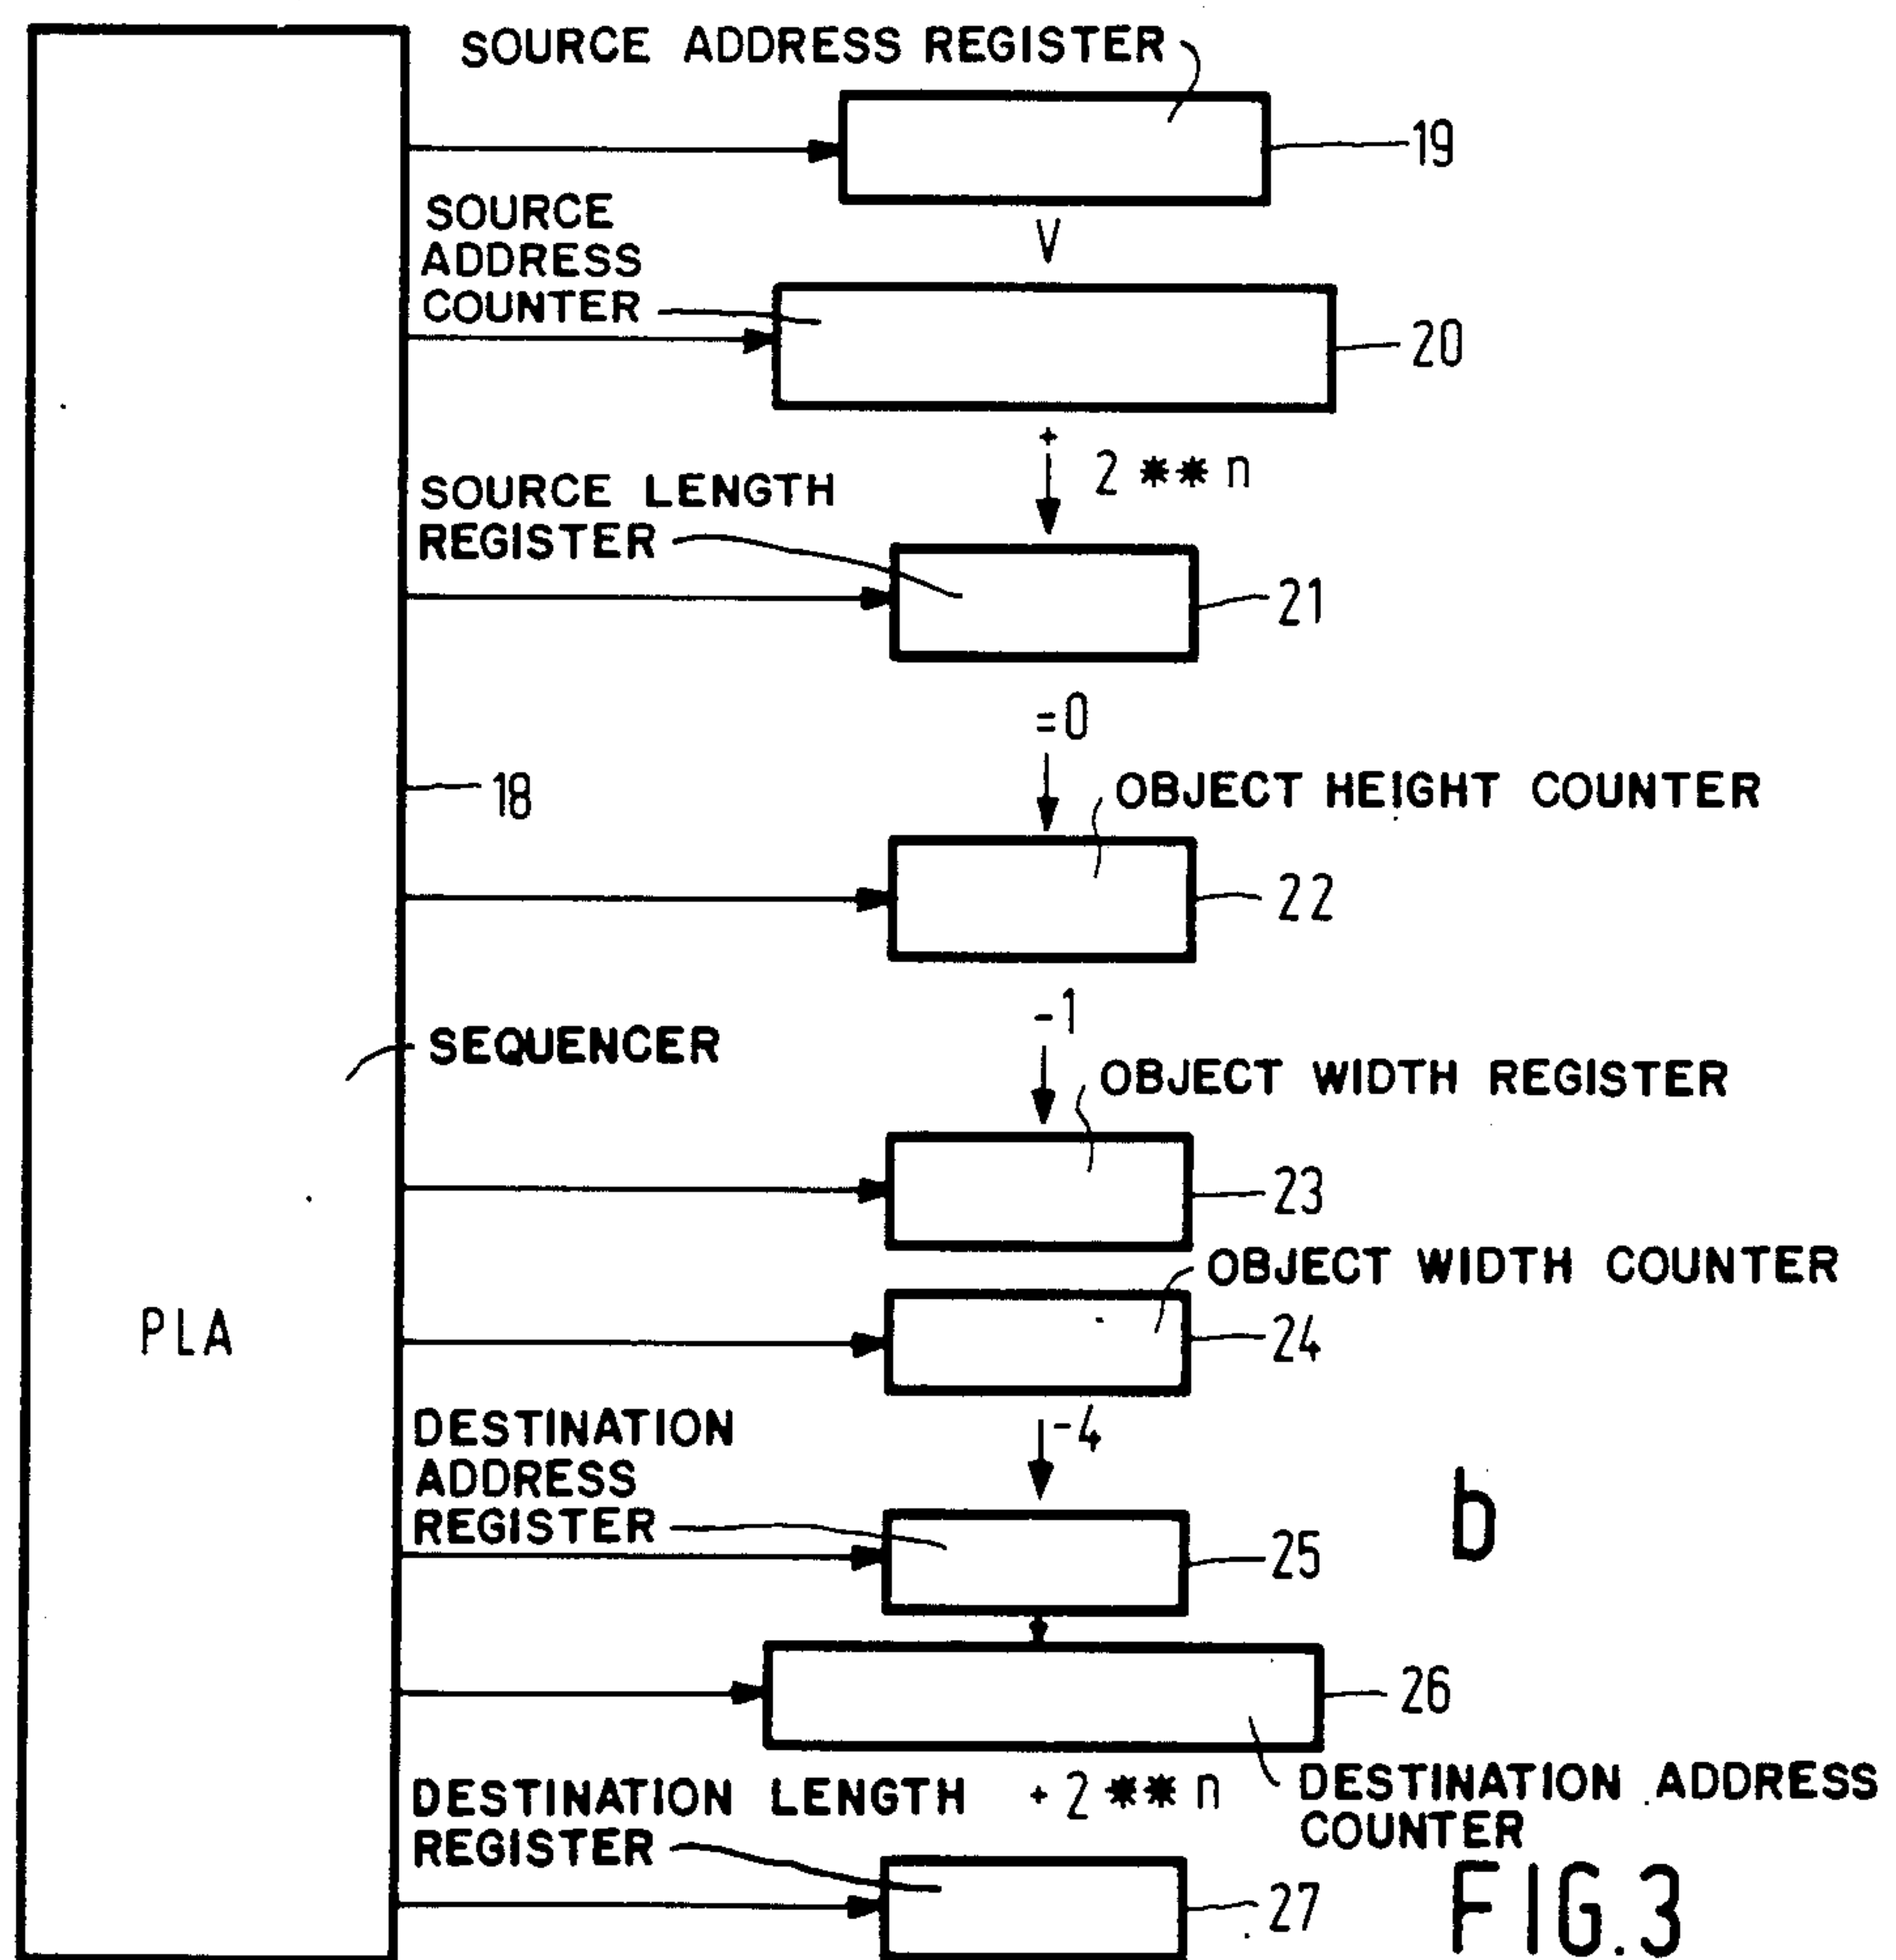 SOURCE ADDRESS REGISTER
19
V
SOURCE
ADDRESS
COUNTER
20
+
2 ** n
SOURCE LENGTH
REGISTER
21
=0
18
OBJECT HEIGHT COUNTER
22
-1
SEQUENCER
OBJECT WIDTH REGISTER
23
OBJECT WIDTH COUNTER
PLA
24
-4
DESTINATION
ADDRESS
REGISTER
25
b
26
DESTINATION LENGTH
REGISTER
+ 2 ** n
DESTINATION ADDRESS
COUNTER
27
FIG.3